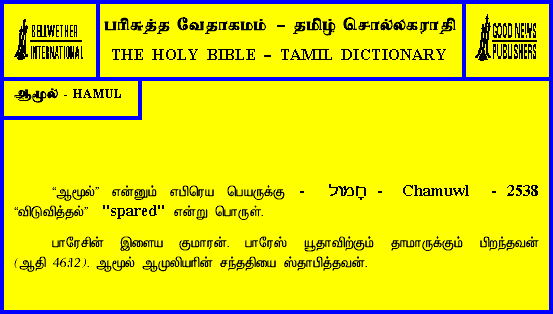 BELLWETHER
INTERNATIONAL
பரிசுத்த வேதாகமம் – தமிழ் சொல்லகராதி
THE HOLY BIBLE – TAMIL DICTIONARY
GOOD NEWS
PUBLISHERS
ஆமூல் - HAMUL
“ஆமூல்” என்னும் எபிரெய பெயருக்கு - חָמוּל - Chamuwl - 2538
“விடுவித்தல்” "spared" என்று பொருள்.
பாரேசின் இளைய குமாரன். பாரேஸ் யூதாவிற்கும் தாமாருக்கும் பிறந்தவன்
(ஆதி 46:12). ஆமூல் ஆமுலியரின் சந்ததியை ஸ்தாபித்தவன்.